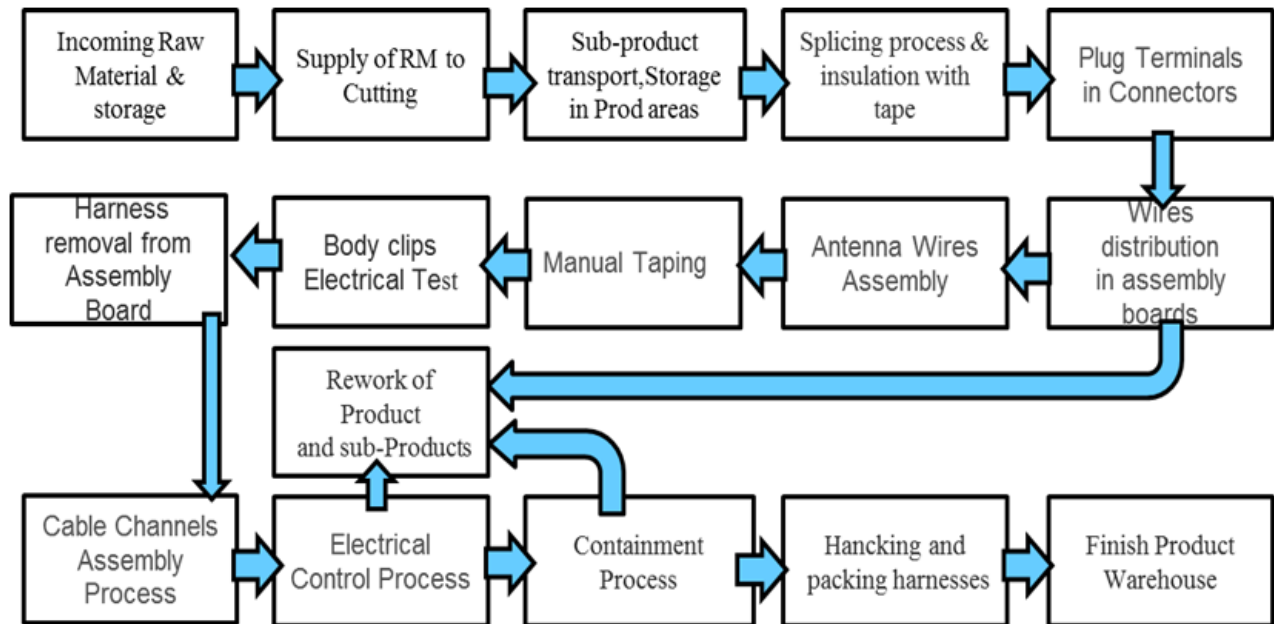 Incoming Raw
Material &
storage
Supply of RM to
Cutting
Sub-product
transport,Storage
in Prod areas
Splicing process &
insulation with
tape
Plug Terminals
in Connectors
Harness
removal from
Assembly
Board
Body clips
Electrical Test
Manual Taping
Antenna Wires
Assembly
Wires
distribution
in assembly
boards
Rework of
Product
and sub-Products
Cable Channels
Assembly
Process
Electrical
Control Process
Containment
Process
Hancking and
packing harnesses
Finish Product
Warehouse